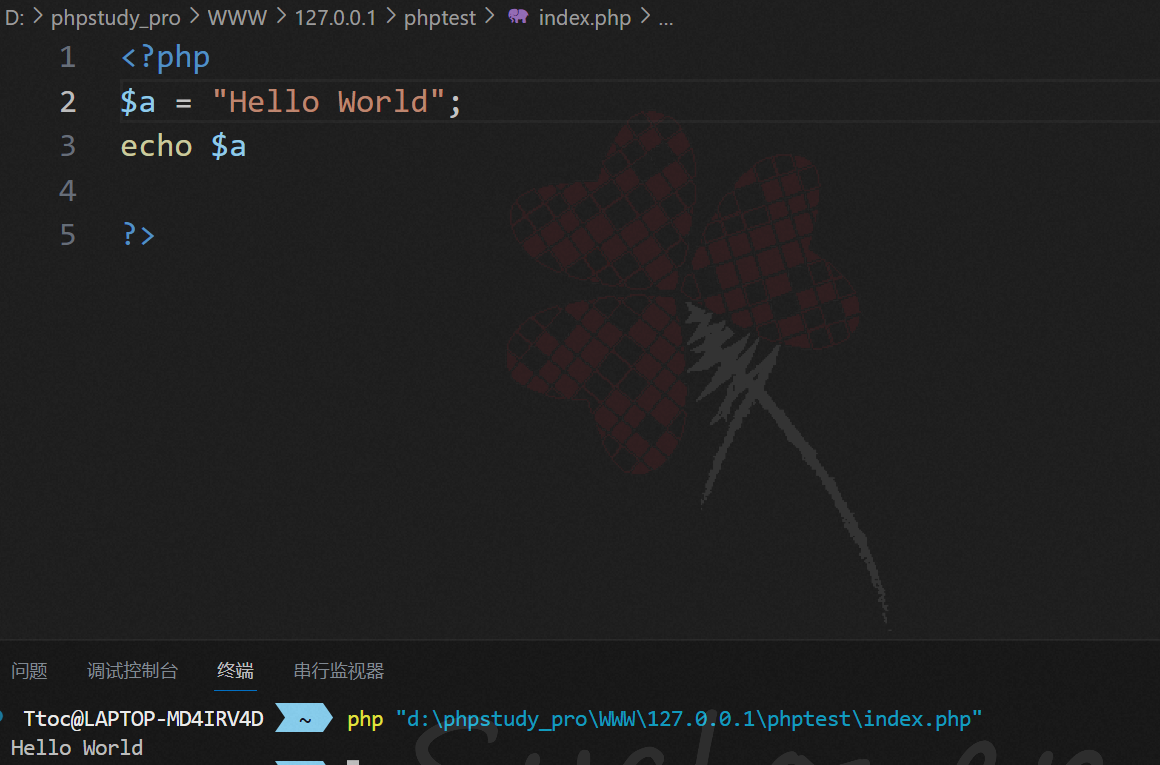 D: > phpstudy_pro > WWW > 127.0.0.1 > phptest > index.php > ...
1 <?php
2 $a = "Hello World";
3 echo $a
4
5 ?>
问题 调试控制台 终端 串行监视器
Ttoc@LAPTOP-MD4IRV4D ~ php "d:\phpstudy_pro\WWW\127.0.0.1\phptest\index.php"
Hello World